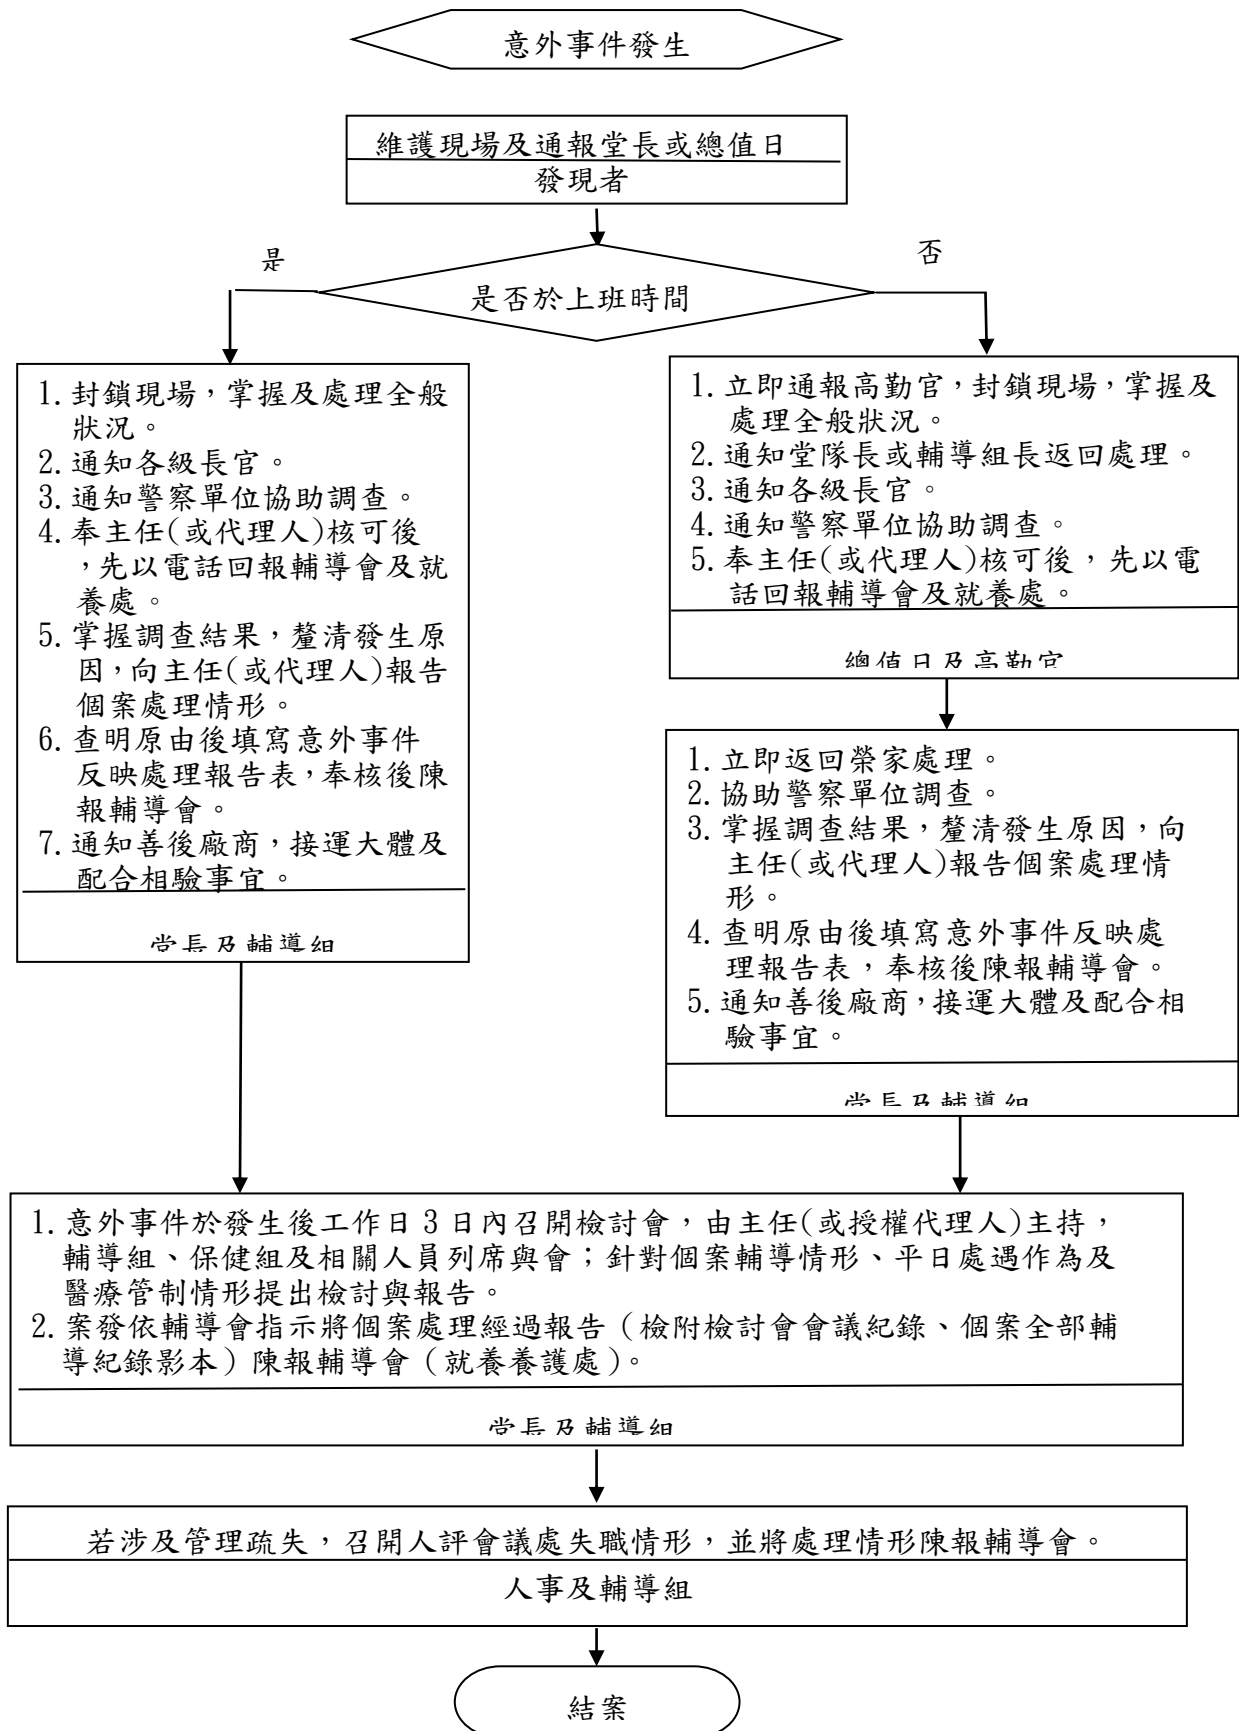 意外事件發生
維護現場及通報堂長或總值日
發現者
是
否
是否於上班時間
1.封鎖現場，掌握及處理全般
狀況。
2.通知各級長官。
3.通知警察單位協助調查。
4.奉主任(或代理人)核可後
，先以電話回報輔導會及就
養處。
5.掌握調查結果，釐清發生原
因，向主任(或代理人)報告
個案處理情形。
6.查明原由後填寫意外事件
反映處理報告表，奉核後陳
報輔導會。
7.通知善後廠商，接運大體及
配合相驗事宜。
堂長及輔導組
1.立即通報高勤官，封鎖現場，掌握及
處理全般狀況。
2.通知堂隊長或輔導組長返回處理。
3.通知各級長官。
4.通知警察單位協助調查。
5.奉主任(或代理人)核可後，先以電
話回報輔導會及就養處。
總值日及高勤官
1.立即返回榮家處理。
2.協助警察單位調查。
3.掌握調查結果，釐清發生原因，向
主任(或代理人)報告個案處理情
形。
4.查明原由後填寫意外事件反映處
理報告表，奉核後陳報輔導會。
5.通知善後廠商，接運大體及配合相
驗事宜。
堂長及輔導組
1.意外事件於發生後工作日3日內召開檢討會，由主任(或授權代理人)主持，
輔導組、保健組及相關人員列席與會；針對個案輔導情形、平日處遇作為及
醫療管制情形提出檢討與報告。
2.案發依輔導會指示將個案處理經過報告（檢附檢討會會議紀錄、個案全部輔
導紀錄影本）陳報輔導會（就養養護處）。
堂長及輔導組
若涉及管理疏失，召開人評會議處失職情形，並將處理情形陳報輔導會。
人事及輔導組
結案